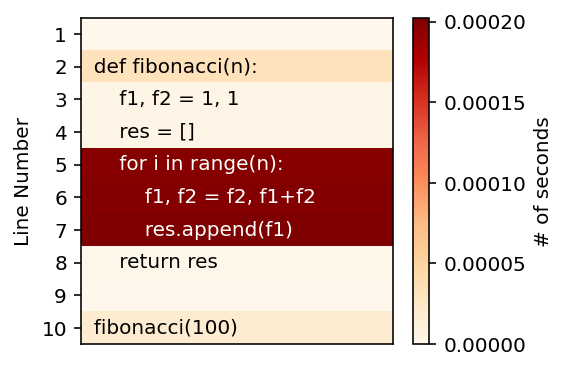 1
2 def fibonacci(n):
3 f1, f2 = 1, 1
4 res = []
5 for i in range(n):
6 f1, f2 = f2, f1+f2
7 res.append(f1)
8 return res
9
10 fibonacci(100)
Line Number
0.00020
0.00015
0.00010
0.00005
0.00000
# of seconds